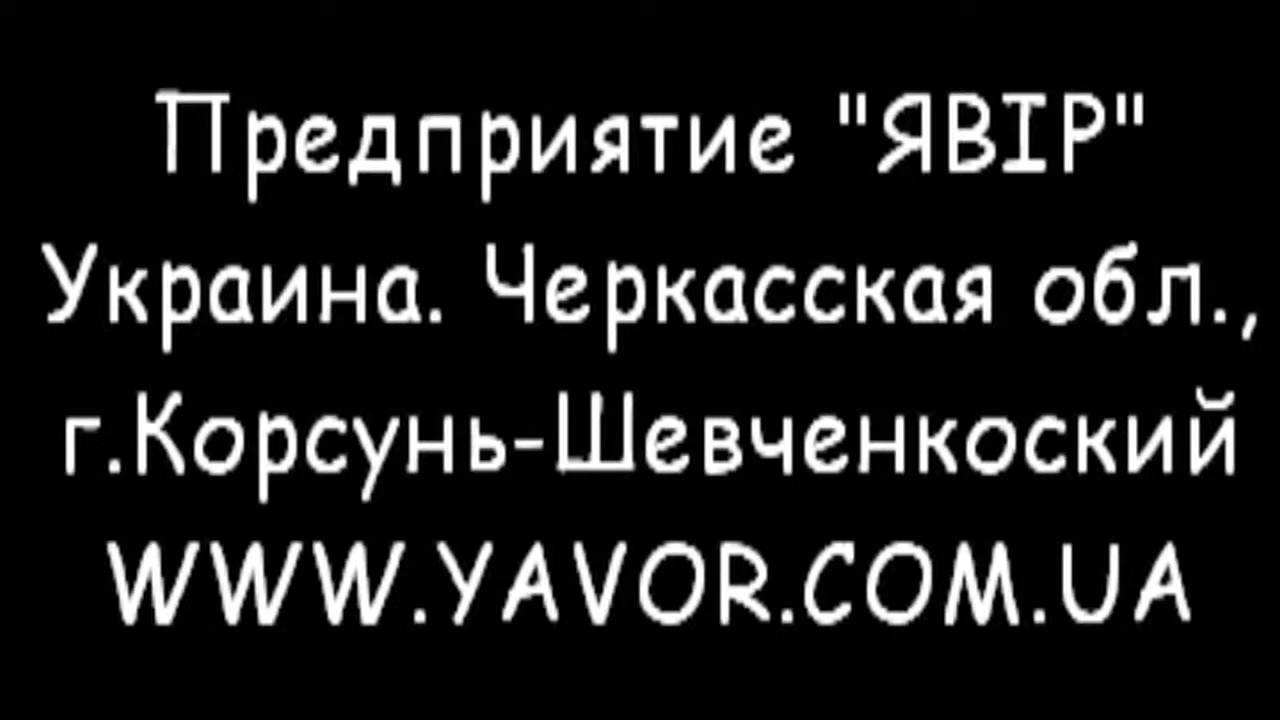 Предприятие "ЯВІР"
Украина. Черкасская обл.,
г.Корсунь-Шевченкоский
WWW.YAVOR.COM.UA